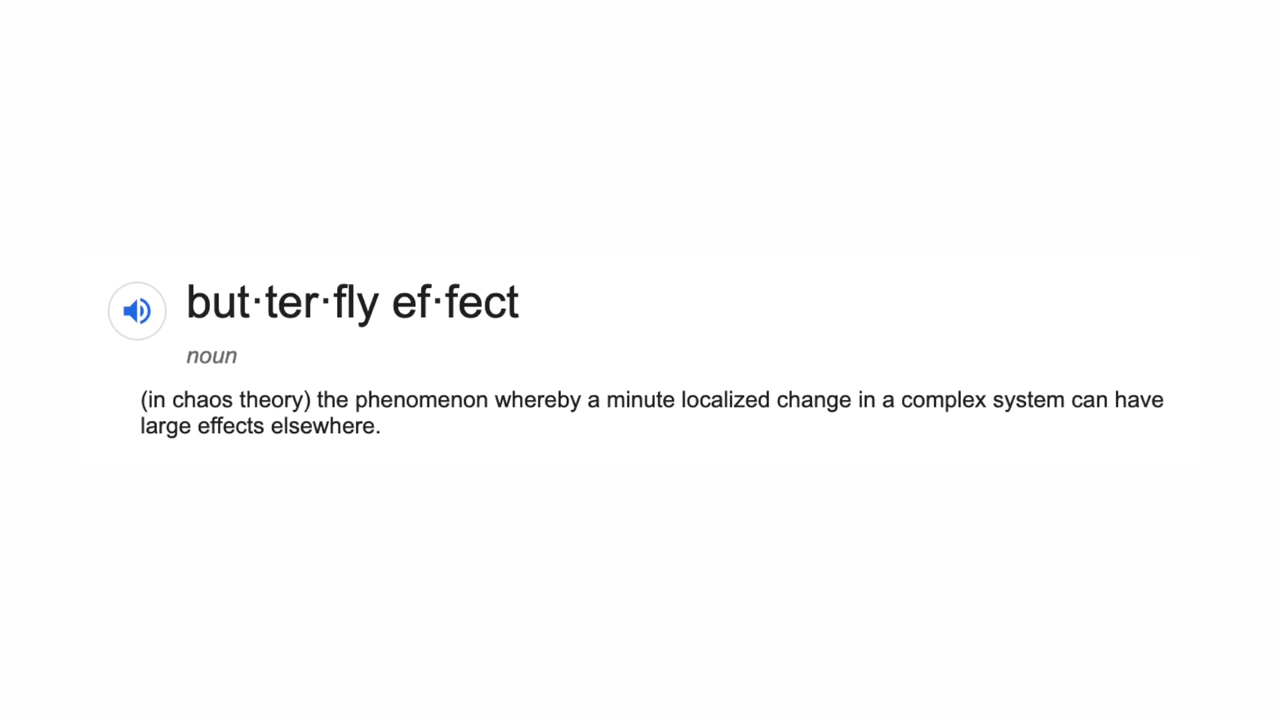 but·ter·fly ef·fect
noun
(in chaos theory) the phenomenon whereby a minute localized change in a complex system can have
large effects elsewhere.